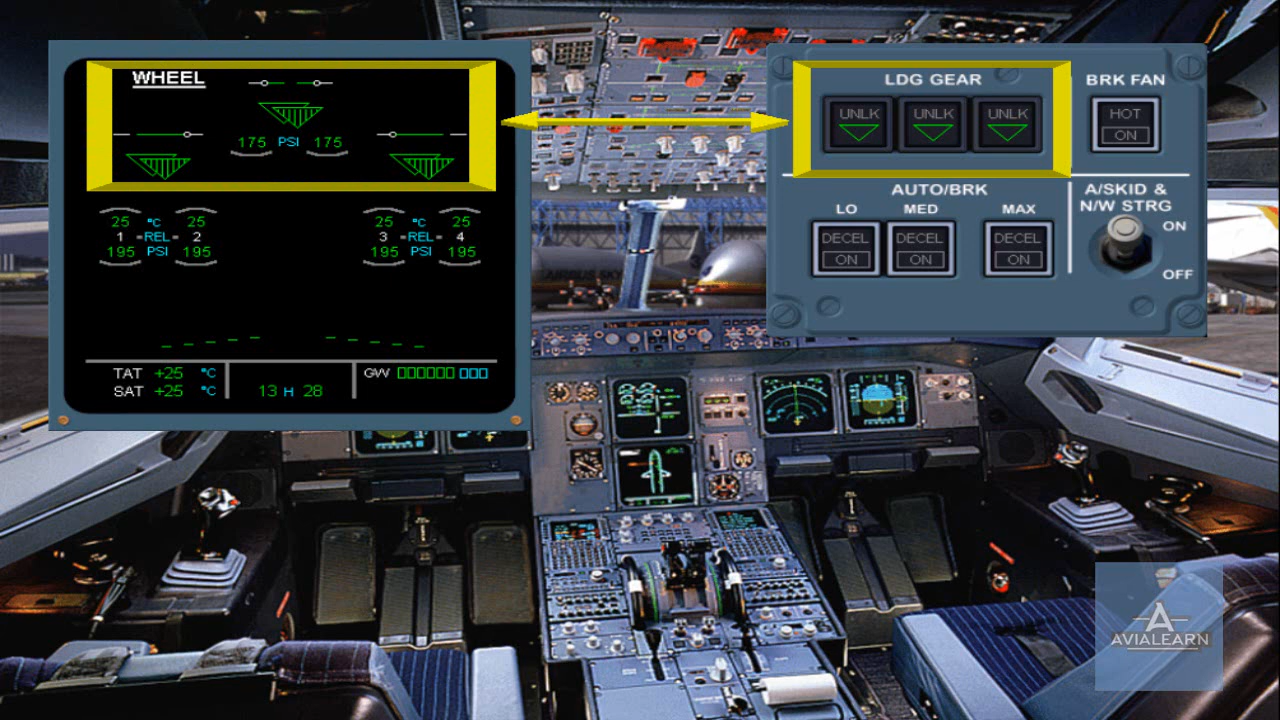 WHEEL
175 PSI 175
25 °C 25
1 REL 2
195 PSI 195
25 °C 25
3 REL 4
195 PSI 195
TAT +25 °C
SAT +25 °C
13 H 28
GW
LDG GEAR
UNLK UNLK UNLK
BRK FAN
HOT
ON
AUTO/BRK
LO MED MAX
DECEL DECEL DECEL
ON ON ON
A/SKID &
N/W STRG
ON
OFF
AIRBUS SKY
AVIALEARN